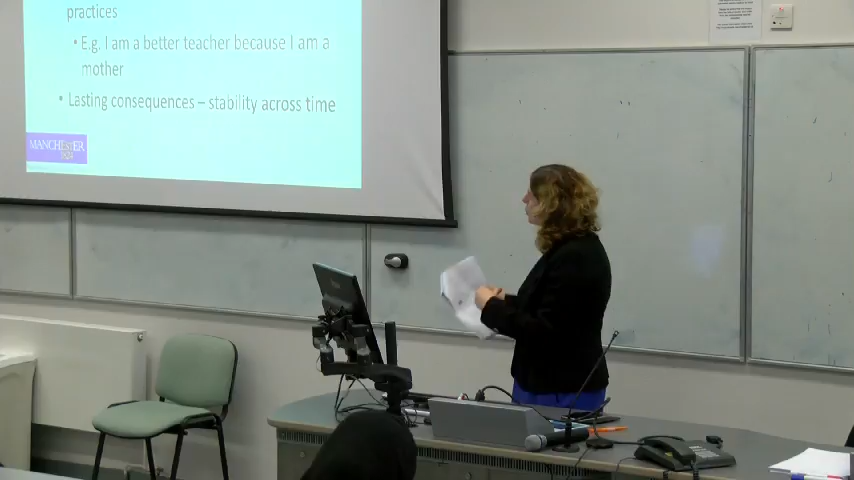 practices
• E.g. I am a better teacher because I am a
mother
• Lasting consequences – stability across time
MANCHESTER
1824